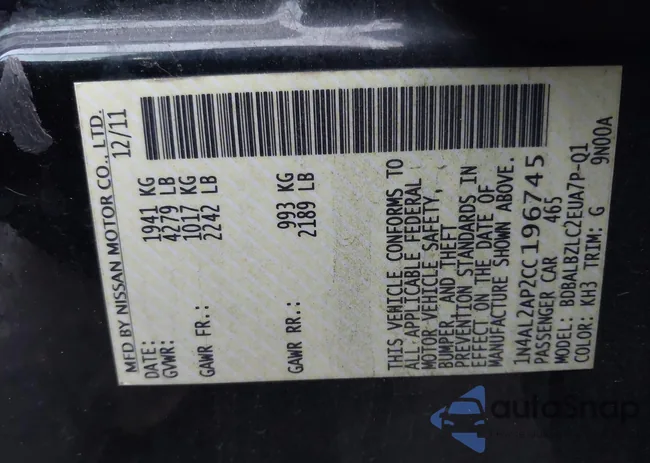 MFD BY NISSAN MOTOR CO., LTD.
DATE: 12/11
GVWR: 1941 KG
4279 LB
GAWR FR.: 1017 KG
2242 LB
GAWR RR.: 993 KG
2189 LB
THIS VEHICLE CONFORMS TO
ALL APPLICABLE FEDERAL
MOTOR VEHICLE SAFETY,
BUMPER, AND THEFT
PREVENTION STANDARDS IN
EFFECT ON THE DATE OF
MANUFACTURE SHOWN ABOVE.
1N4AL2AP2CC196745
PASSENGER CAR 465
MODEL: BDBALBZLC2EUA7P-Q1
COLOR: KH3 TRIM: G 9N00A
autoSnap